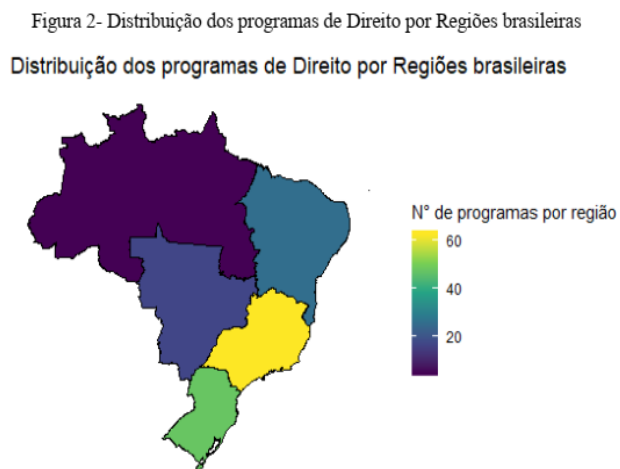 Figura 2- Distribuição dos programas de Direito por Regiões brasileiras
Distribuição dos programas de Direito por Regiões brasileiras
N° de programas por região
60
40
20